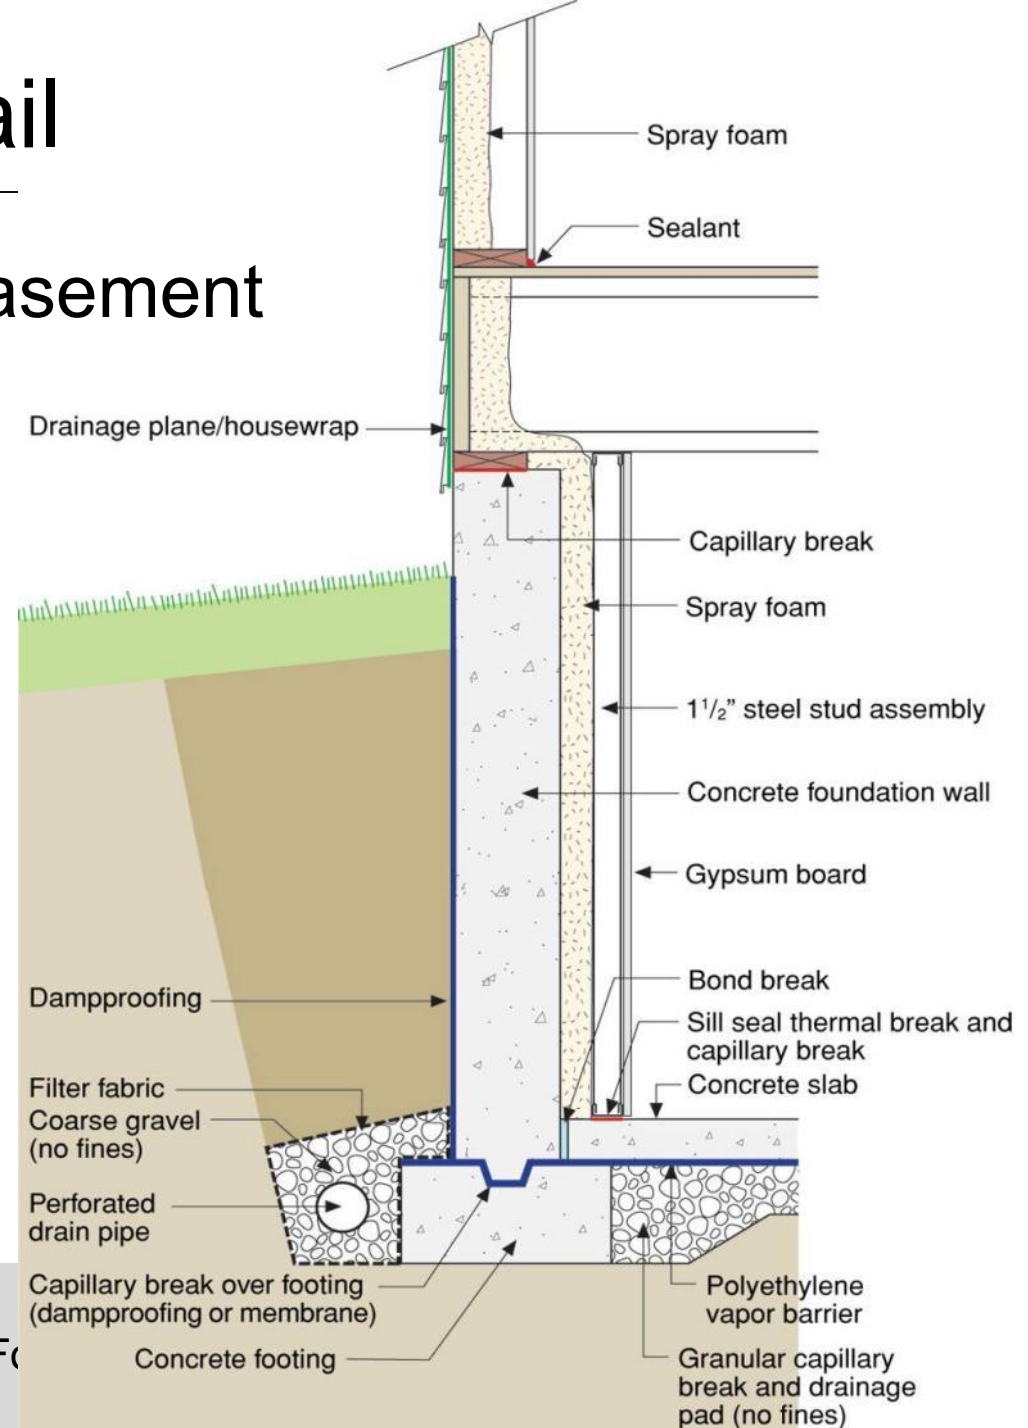 ail
asement
Spray foam
Sealant
Drainage plane/housewrap
Capillary break
Spray foam
1 1/2” steel stud assembly
Concrete foundation wall
Gypsum board
Bond break
Dampproofing
Sill seal thermal break and
capillary break
Concrete slab
Filter fabric
Coarse gravel
(no fines)
Perforated
drain pipe
Capillary break over footing
(dampproofing or membrane)
Polyethylene
vapor barrier
Concrete footing
Granular capillary
break and drainage
pad (no fines)